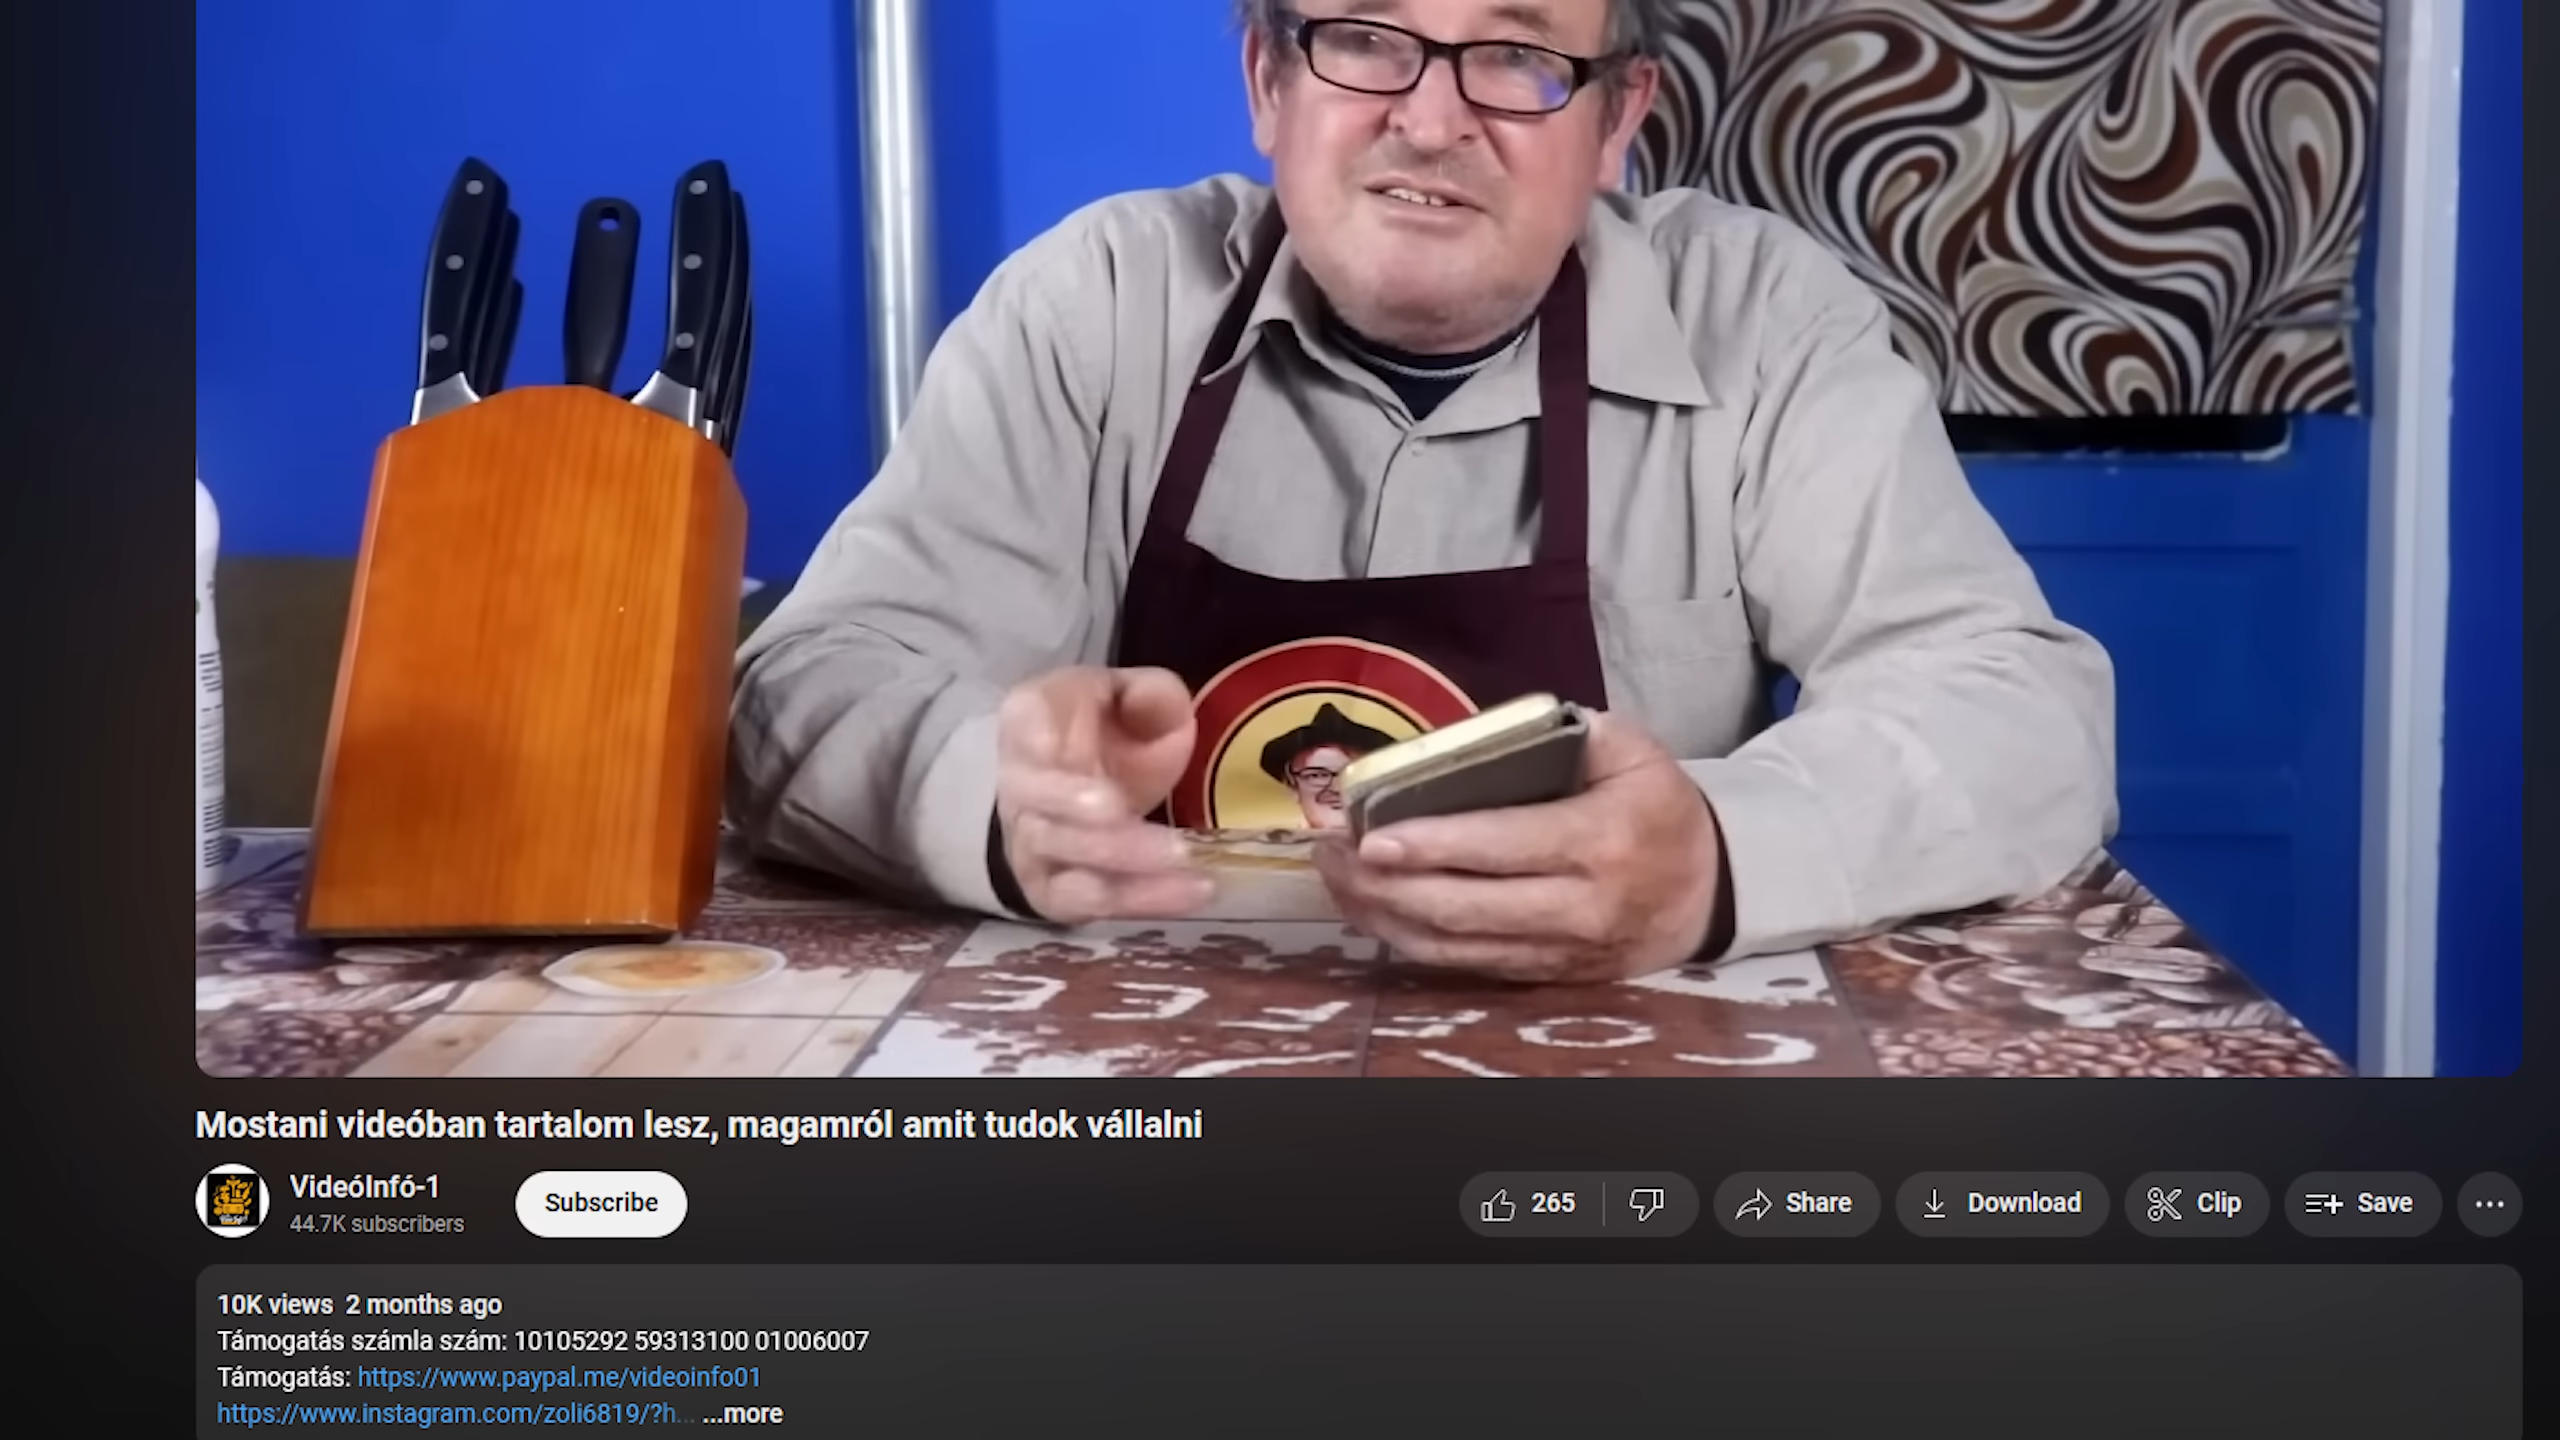 COFFEE
Mostani videóban tartalom lesz, magamról amit tudok vállalni
VideóInfó-1
44.7K subscribers
Subscribe
265
Share
Download
Clip
Save
10K views 2 months ago
Támogatás számla szám: 10105292 59313100 01006007
Támogatás: https://www.paypal.me/videoinfo01
https://www.instagram.com/zoli6819/?h... ...more